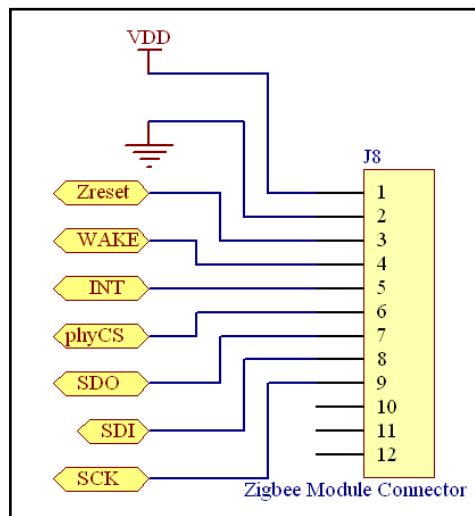 VDD
J8
Zreset
WAKE
INT
phyCS
SDO
SDI
SCK
1
2
3
4
5
6
7
8
9
10
11
12
Zigbee Module Connector